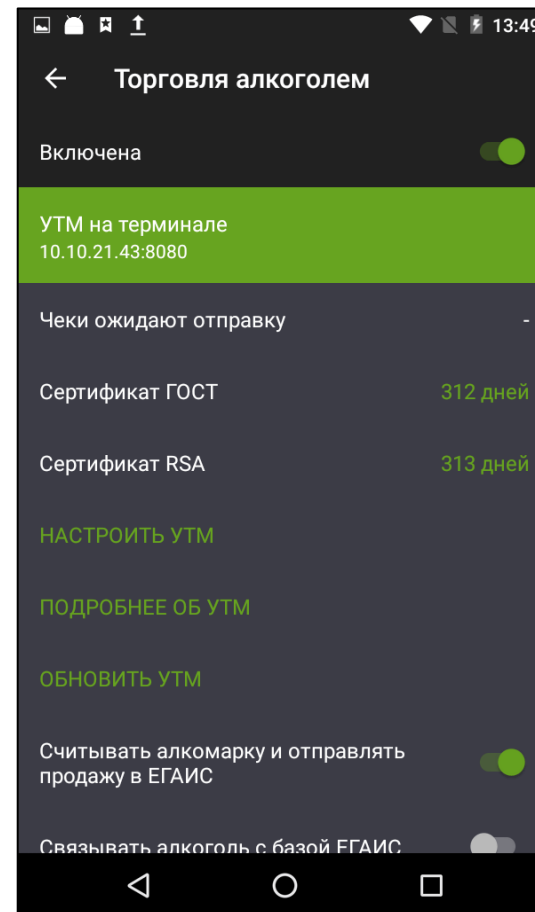 13:49
Торговля алкоголем
Включена
УТМ на терминале
10.10.21.43:8080
Чеки ожидают отправку -
Сертификат ГОСТ 312 дней
Сертификат RSA 313 дней
НАСТРОИТЬ УТМ
ПОДРОБНЕЕ ОБ УТМ
ОБНОВИТЬ УТМ
Считывать алкомарку и отправлять
продажу в ЕГАИС
Связывать алкоголь с базой ЕГАИС